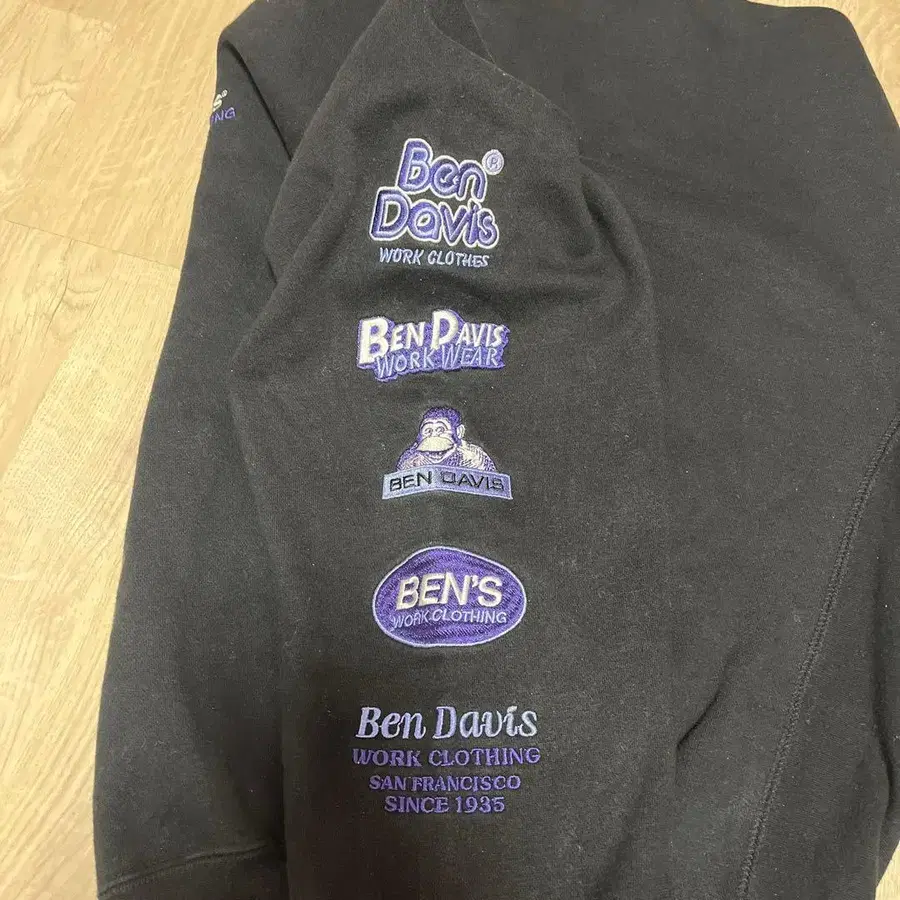 Ben®
Davis
WORK CLOTHES
BEN DAVIS
WORK WEAR
BEN DAVIS
BEN'S
WORK CLOTHING
Ben Davis
WORK CLOTHING
SAN FRANCISCO
SINCE 1935